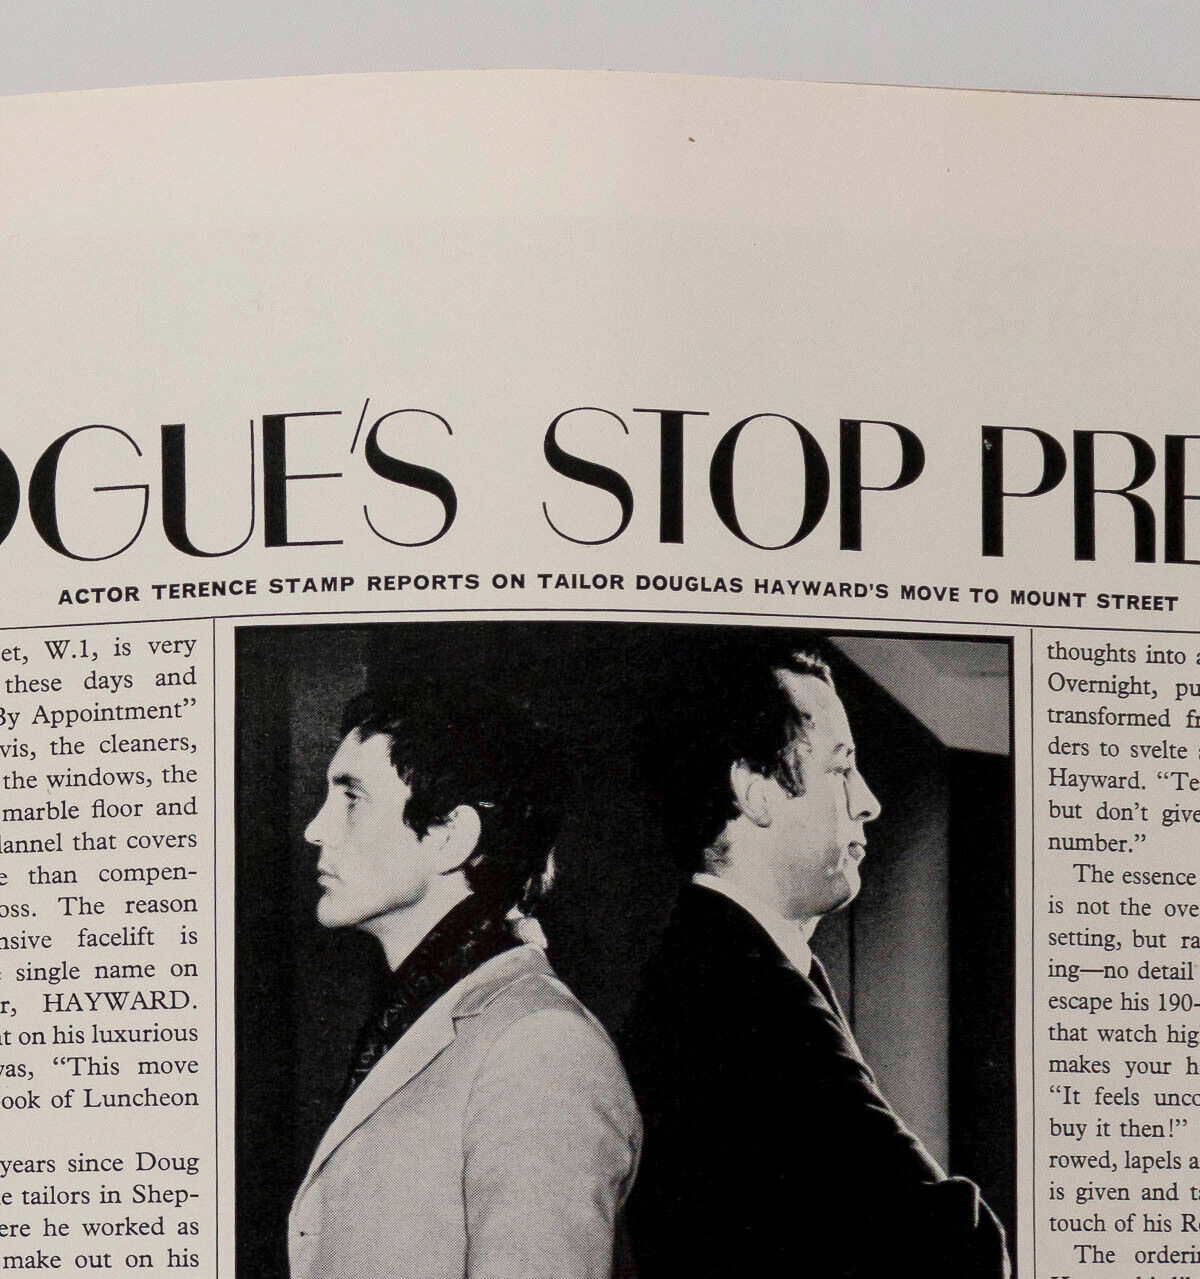 OGUE'S STOP PRE
ACTOR TERENCE STAMP REPORTS ON TAILOR DOUGLAS HAYWARD'S MOVE TO MOUNT STREET
et, W.1, is very
these days and
By Appointment”
vis, the cleaners,
the windows, the
marble floor and
lannel that covers
e than compen-
oss. The reason
nsive facelift is
single name on
r, HAYWARD.
t on his luxurious
vas, “This move
ook of Luncheon
years since Doug
e tailors in Shep-
ere he worked as
make out on his
thoughts into a
Overnight, pu
transformed fr
ders to svelte
Hayward. “Te
but don’t give
number.”
The essence
is not the ove
setting, but ra
ing—no detail
escape his 190-
that watch hig
makes your h
“It feels unco
buy it then!”
rowed, lapels a
is given and ta
touch of his R
The orderin